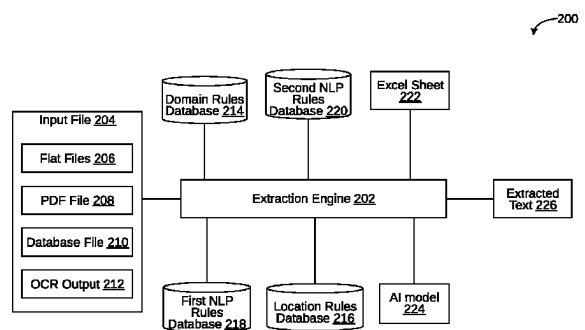 200
Domain Rules
Database 214
Second NLP
Rules
Database 220
Excel Sheet
222
Input File 204
Flat Files 206
PDF File 208
Database File 210
OCR Output 212
Extraction Engine 202
Extracted
Text 226
First NLP
Rules
Database 218
Location Rules
Database 216
AI model
224